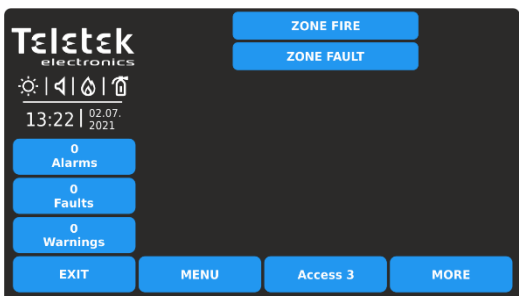 Teletek
electronics
13:22 02.07.
2021
0
Alarms
0
Faults
0
Warnings
ZONE FIRE
ZONE FAULT
EXIT
MENU
Access 3
MORE